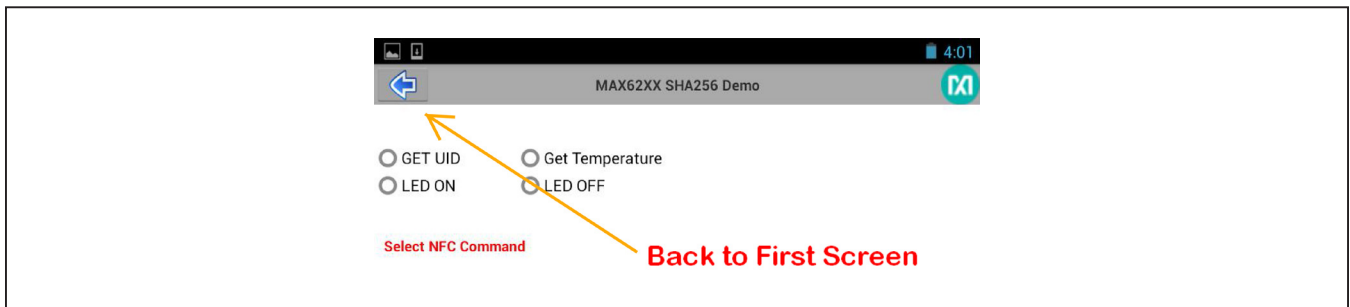 4:01
MAX62XX SHA256 Demo
GET UID Get Temperature
LED ON LED OFF
Select NFC Command
Back to First Screen